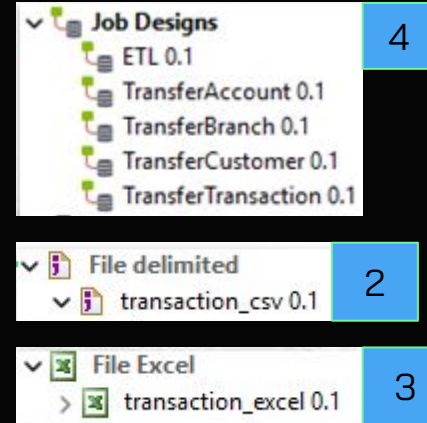 Job Designs
4
ETL 0.1
TransferAccount 0.1
TransferBranch 0.1
TransferCustomer 0.1
TransferTransaction 0.1
File delimited
2
transaction_csv 0.1
File Excel
3
transaction_excel 0.1